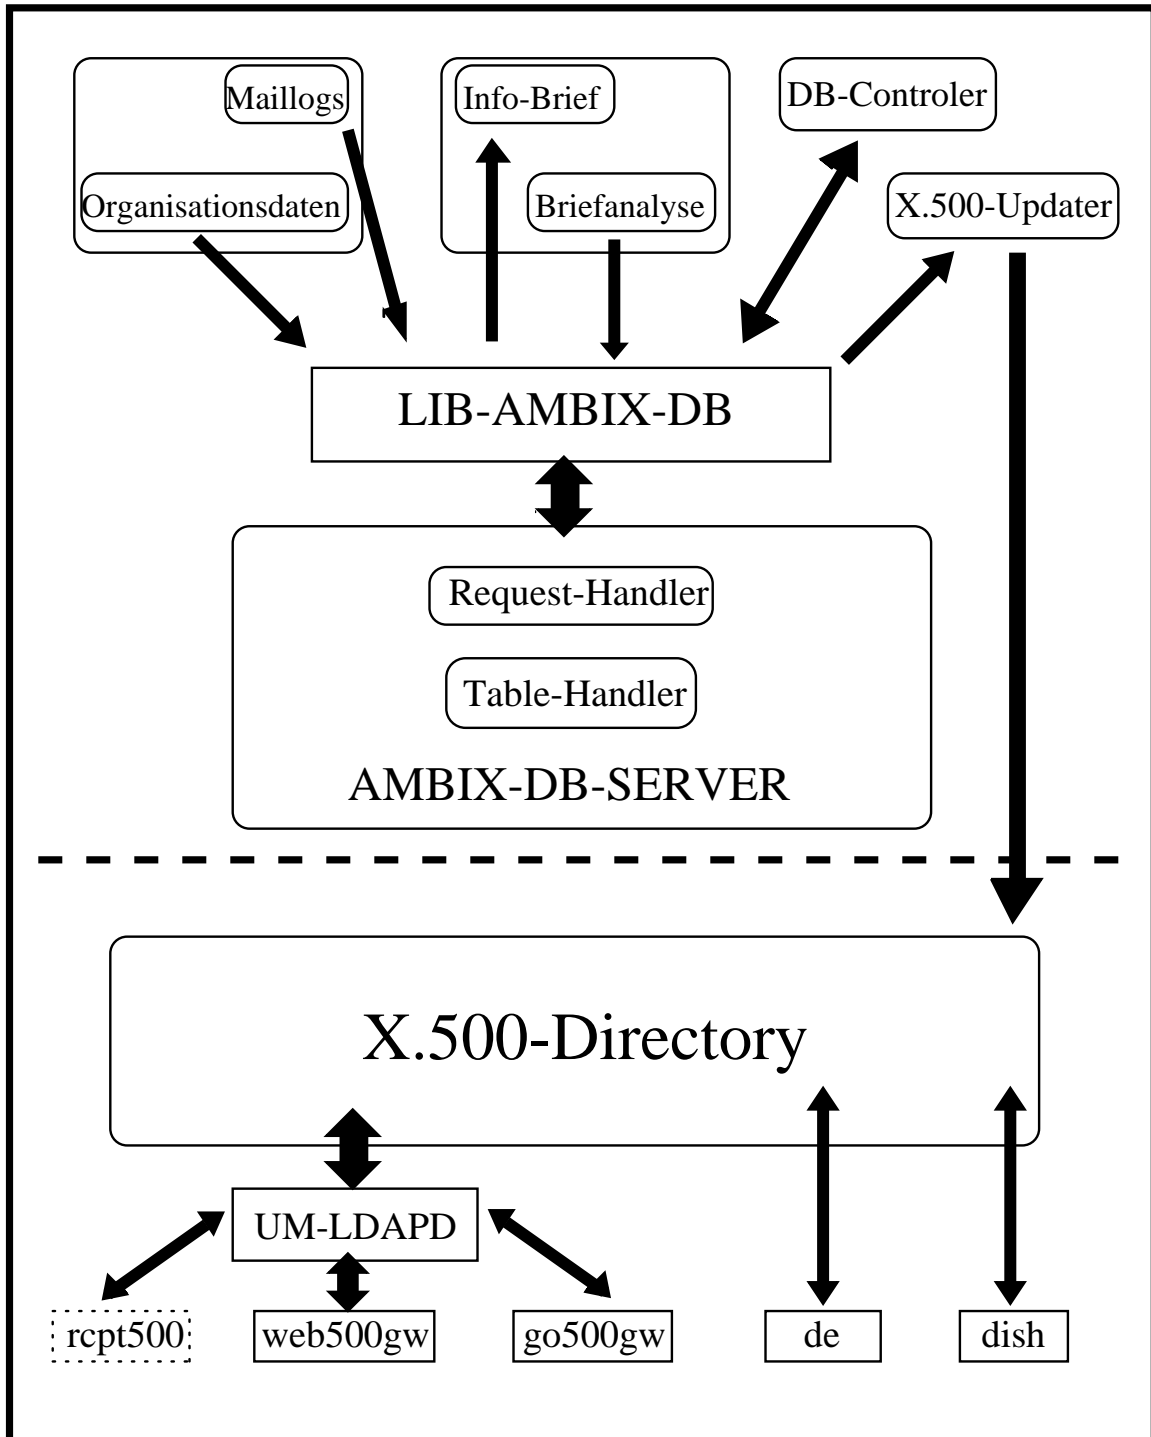 Maillogs
Organisationsdaten
Info-Brief
Briefanalyse
DB-Controler
X.500-Updater
LIB-AMBIX-DB
Request-Handler
Table-Handler
AMBIX-DB-SERVER
X.500-Directory
UM-LDAPD
rcpt500
web500gw
go500gw
de
dish